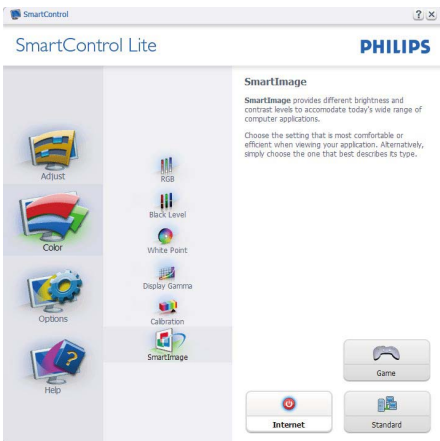 SmartControl
SmartControl Lite
PHILIPS
Adjust
Color
Options
Help
RGB
Black Level
White Point
Display Gamma
Calibration
SmartImage
SmartImage
SmartImage provides different brightness and
contrast levels to accomodate today's wide range of
computer applications.
Choose the setting that is most comfortable or
efficient when viewing your application. Alternatively,
simply choose the one that best describes its type.
Game
Internet
Standard